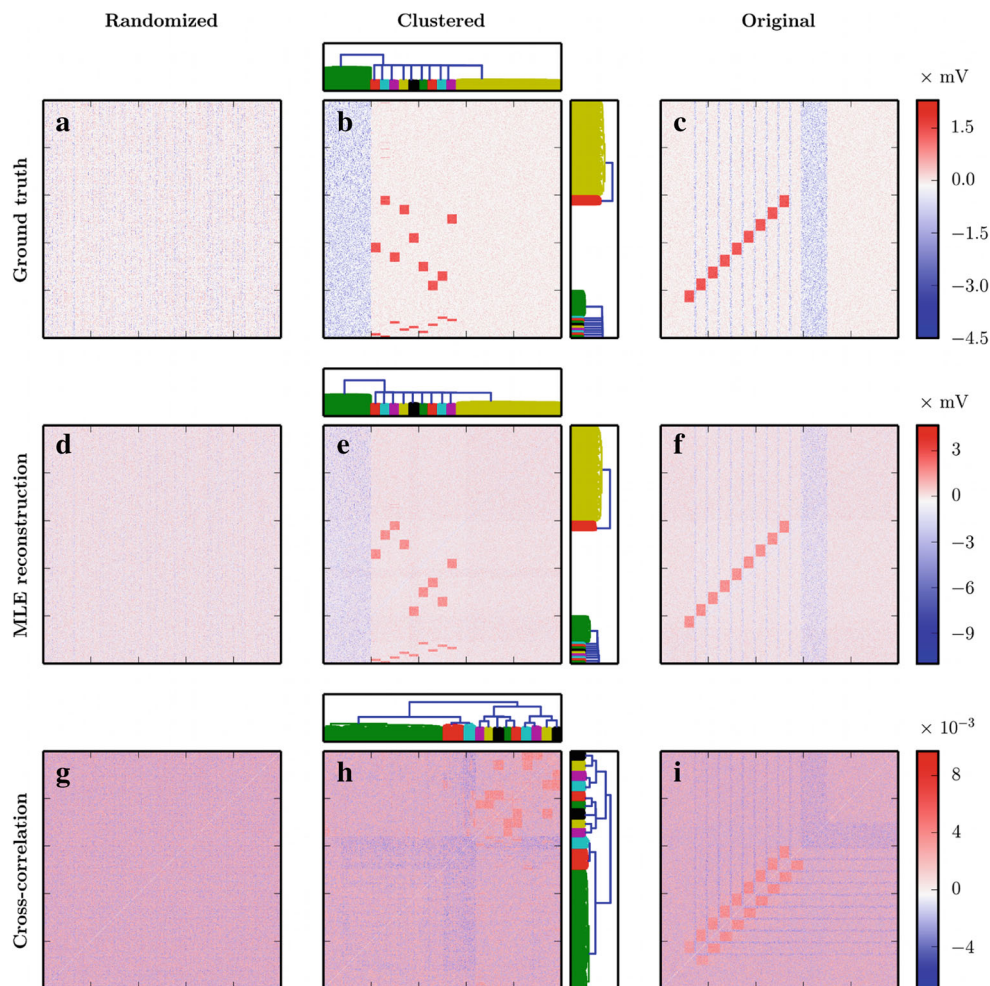 Randomized Clustered Original
× mV
Ground truth
a b c
1.5
0.0
−1.5
−3.0
−4.5
× mV
MLE reconstruction
d e f
3
0
−3
−6
−9
× 10⁻³
Cross-correlation
g h i
8
4
0
−4